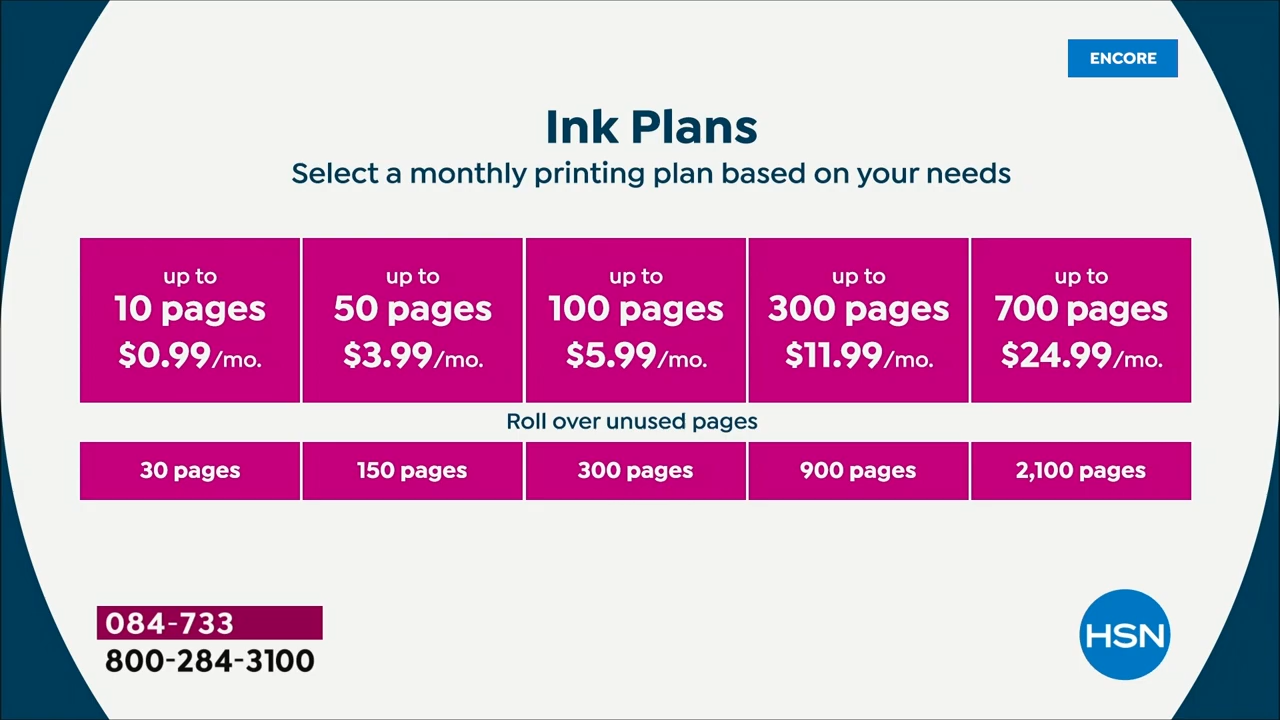 ENCORE
Ink Plans
Select a monthly printing plan based on your needs
up to
10 pages
$0.99/mo.
up to
50 pages
$3.99/mo.
up to
100 pages
$5.99/mo.
up to
300 pages
$11.99/mo.
up to
700 pages
$24.99/mo.
Roll over unused pages
30 pages
150 pages
300 pages
900 pages
2,100 pages
084-733
800-284-3100
HSN